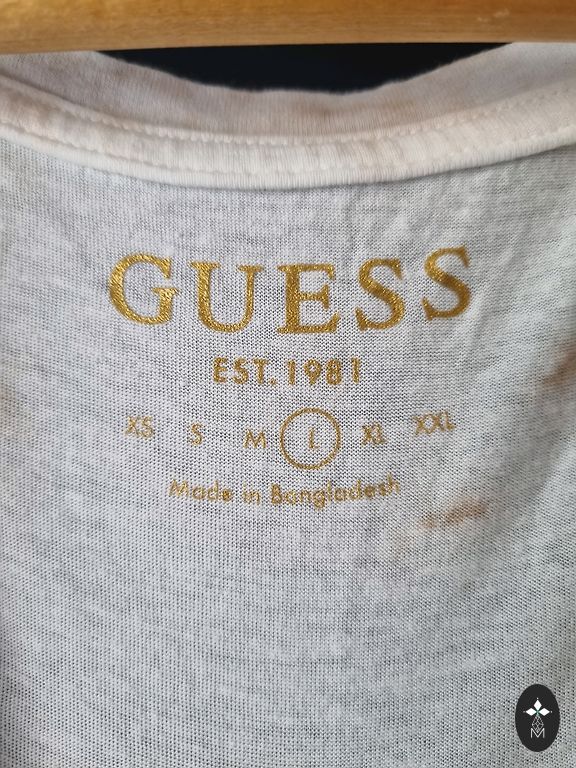 GUESS
EST. 1981
XS S M L XL XXL
Made in Bangladesh
M